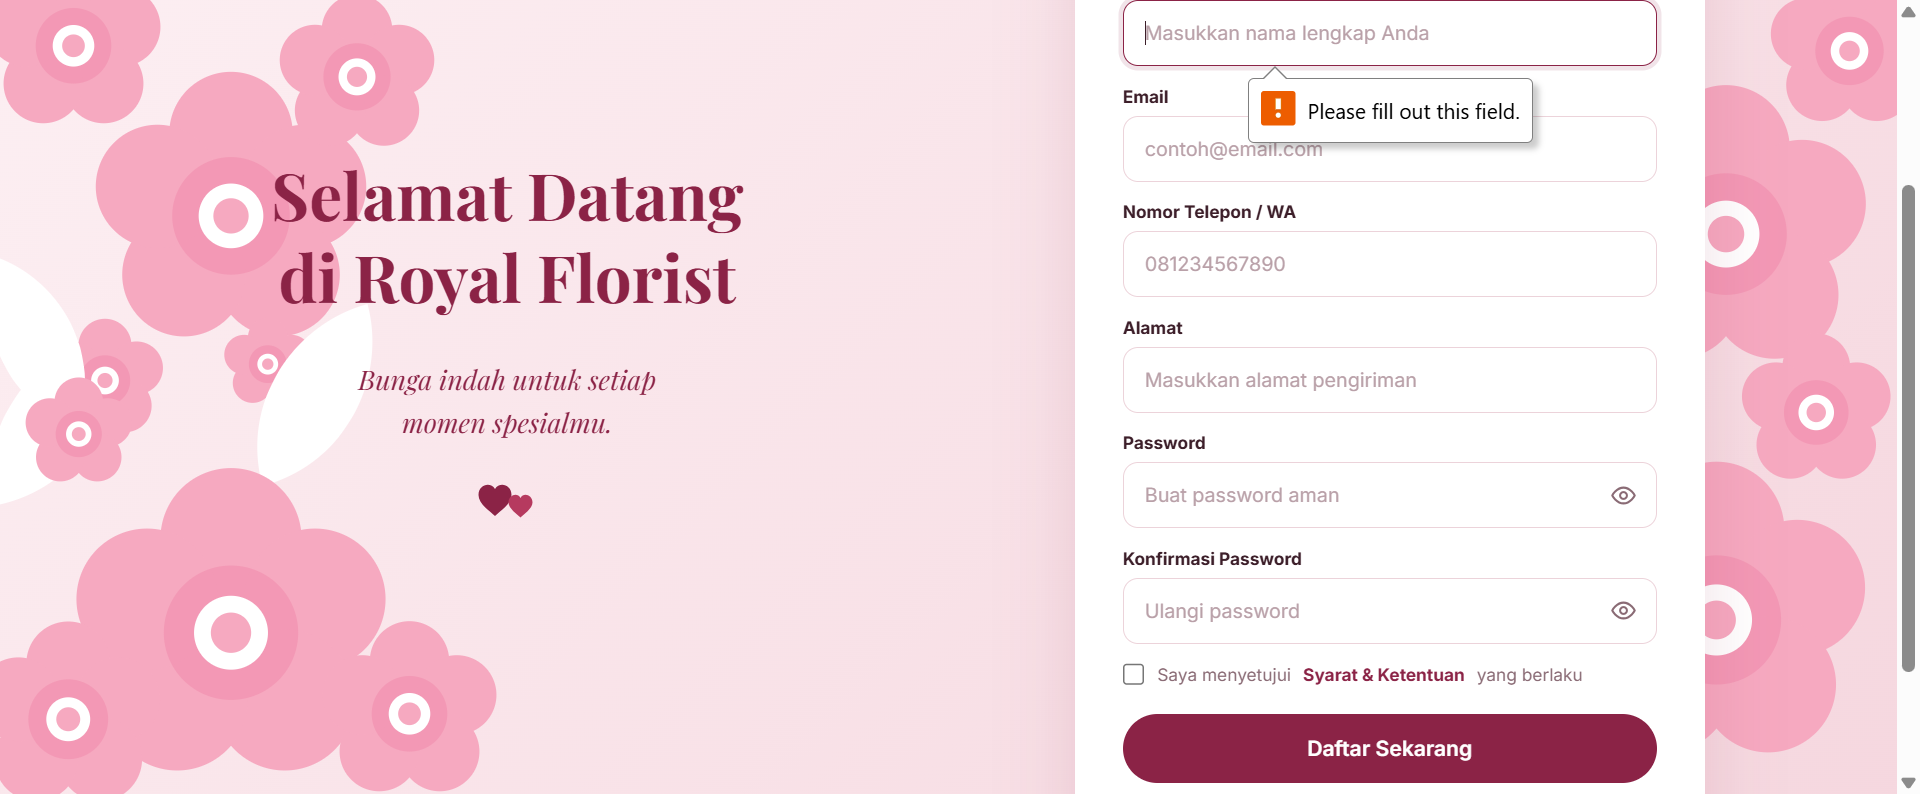 Selamat Datang
di Royal Florist
Bunga indah untuk setiap
momen spesialmu.
Masukkan nama lengkap Anda
Please fill out this field.
Email
contoh@email.com
Nomor Telepon / WA
081234567890
Alamat
Masukkan alamat pengiriman
Password
Buat password aman
Konfirmasi Password
Ulangi password
Saya menyetujui Syarat & Ketentuan yang berlaku
Daftar Sekarang